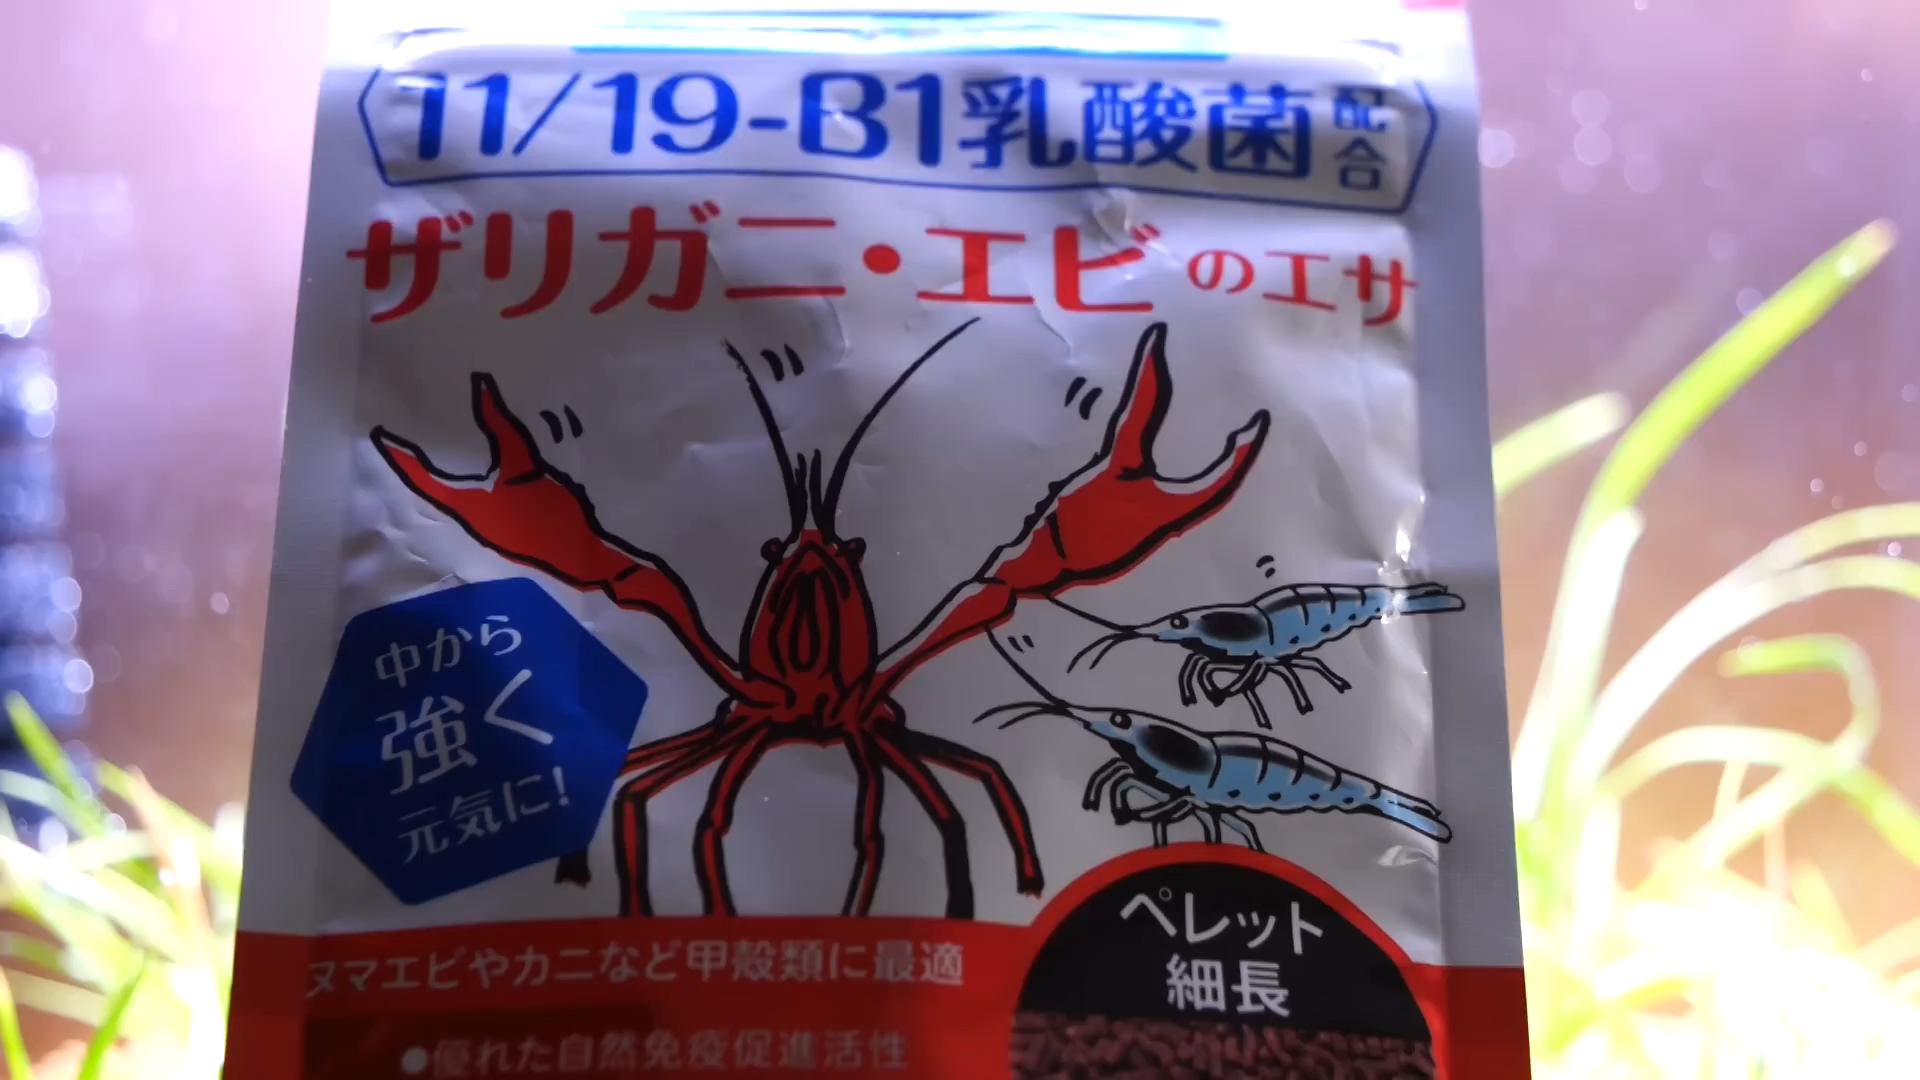 11/19-B1乳酸菌配合
ザリガニ・エビのエサ
中から
強く
元気に!
ペレット
細長
ヌマエビやカニなど甲殻類に最適
●優れた自然免疫促進活性